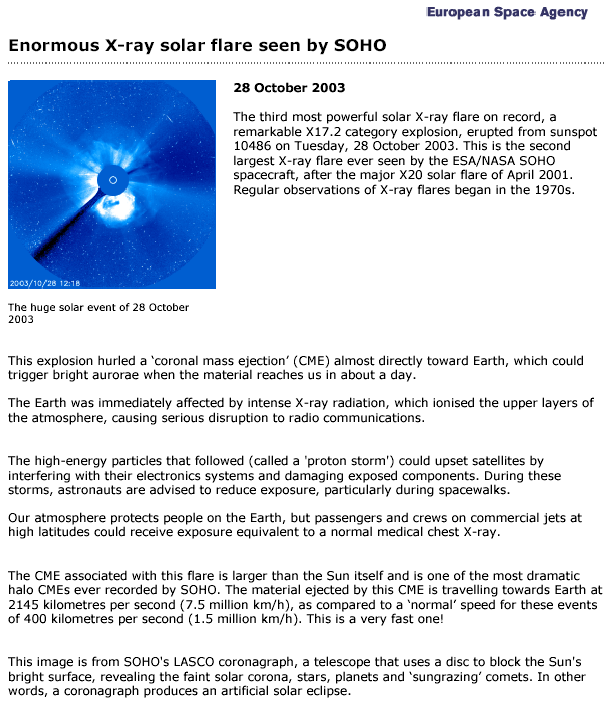 European Space Agency
Enormous X-ray solar flare seen by SOHO
28 October 2003
The third most powerful solar X-ray flare on record, a
remarkable X17.2 category explosion, erupted from sunspot
10486 on Tuesday, 28 October 2003. This is the second
largest X-ray flare ever seen by the ESA/NASA SOHO
spacecraft, after the major X20 solar flare of April 2001.
Regular observations of X-ray flares began in the 1970s.
2003/10/28 12:18
The huge solar event of 28 October
2003
This explosion hurled a ‘coronal mass ejection’ (CME) almost directly toward Earth, which could
trigger bright aurorae when the material reaches us in about a day.
The Earth was immediately affected by intense X-ray radiation, which ionised the upper layers of
the atmosphere, causing serious disruption to radio communications.
The high-energy particles that followed (called a 'proton storm') could upset satellites by
interfering with their electronics systems and damaging exposed components. During these
storms, astronauts are advised to reduce exposure, particularly during spacewalks.
Our atmosphere protects people on the Earth, but passengers and crews on commercial jets at
high latitudes could receive exposure equivalent to a normal medical chest X-ray.
The CME associated with this flare is larger than the Sun itself and is one of the most dramatic
halo CMEs ever recorded by SOHO. The material ejected by this CME is travelling towards Earth at
2145 kilometres per second (7.5 million km/h), as compared to a ‘normal’ speed for these events
of 400 kilometres per second (1.5 million km/h). This is a very fast one!
This image is from SOHO's LASCO coronagraph, a telescope that uses a disc to block the Sun's
bright surface, revealing the faint solar corona, stars, planets and ‘sungrazing’ comets. In other
words, a coronagraph produces an artificial solar eclipse.